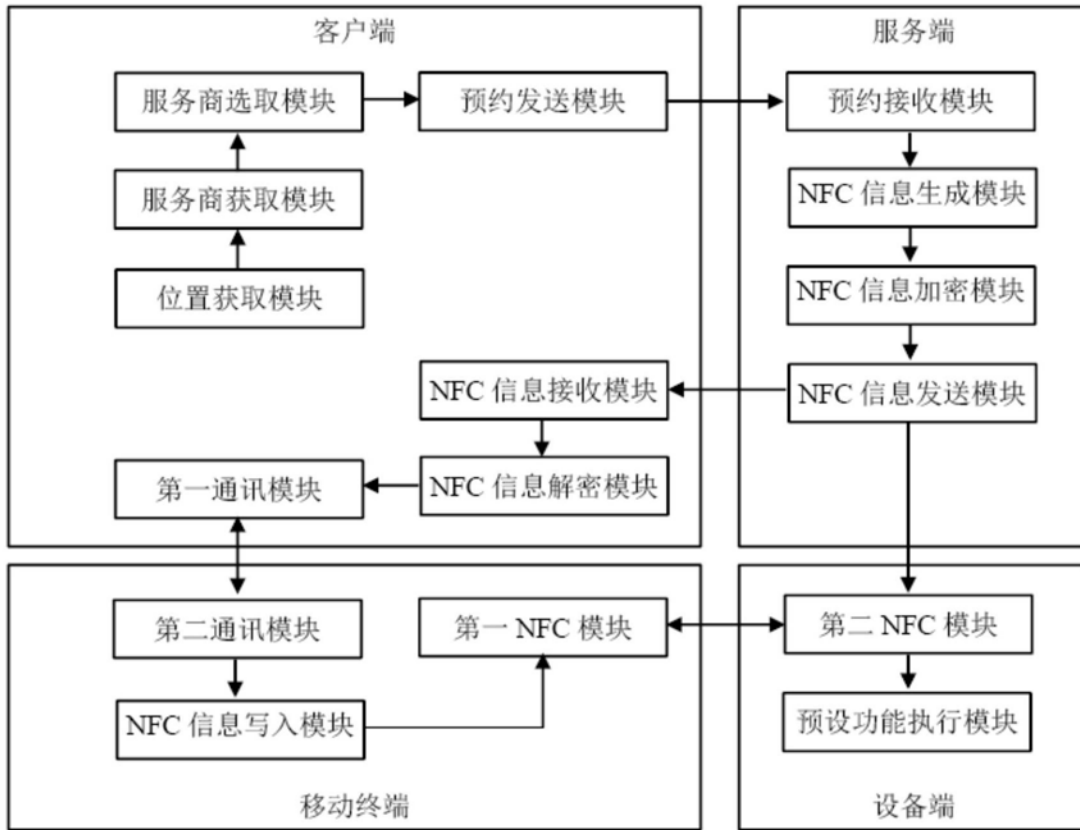 客户端
服务商选取模块
预约发送模块
服务商获取模块
位置获取模块
NFC 信息接收模块
NFC 信息解密模块
第一通讯模块
服务端
预约接收模块
NFC 信息生成模块
NFC 信息加密模块
NFC 信息发送模块
第二通讯模块
第一 NFC 模块
NFC 信息写入模块
移动终端
第二 NFC 模块
预设功能执行模块
设备端